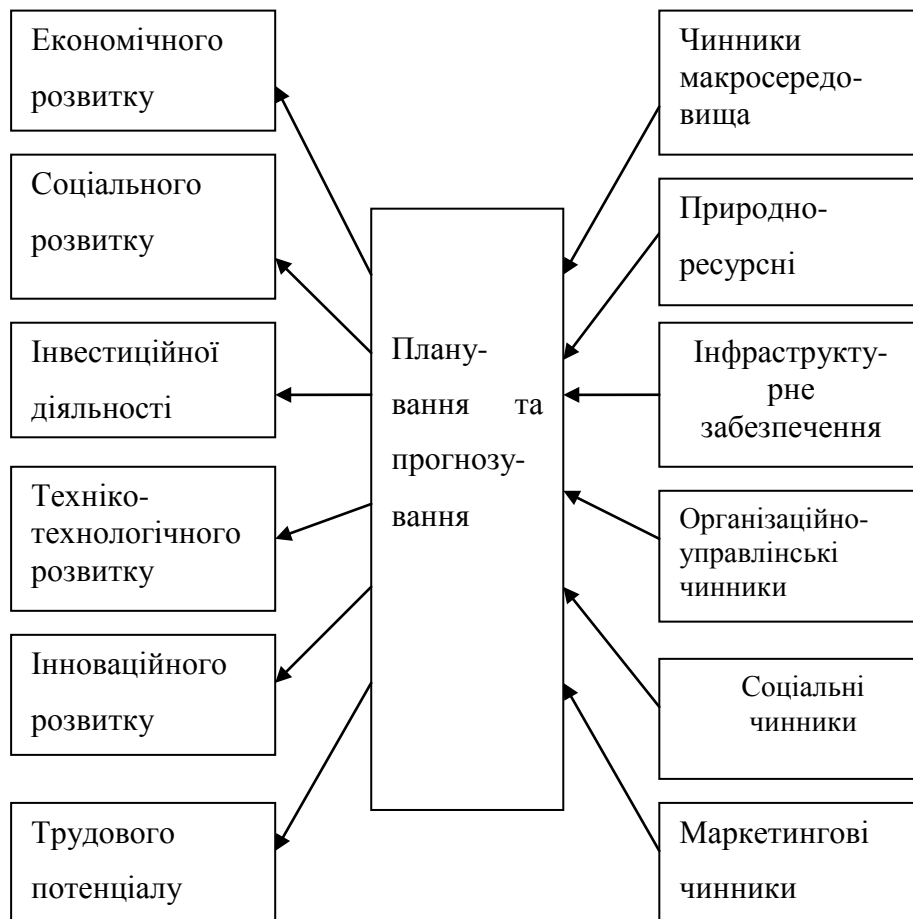 Економічного
розвитку
Соціального
розвитку
Інвестиційної
діяльності
Техніко-
технологічного
розвитку
Інноваційного
розвитку
Трудового
потенціалу
Плану-
вання та
прогнозу-
вання
Чинники
макросередо-
вища
Природно-
ресурсні
Інфраструкту-
рне
забезпечення
Організаційно-
управлінські
чинники
Соціальні
чинники
Маркетингові
чинники